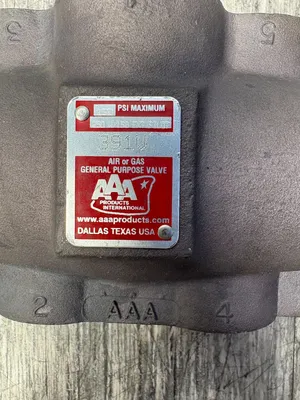 3
5
PSI MAXIMUM
AIR or GAS
GENERAL PURPOSE VALVE
AAA
PRODUCTS
INTERNATIONAL
www.aaaproducts.com
DALLAS TEXAS USA
2
AAA
4